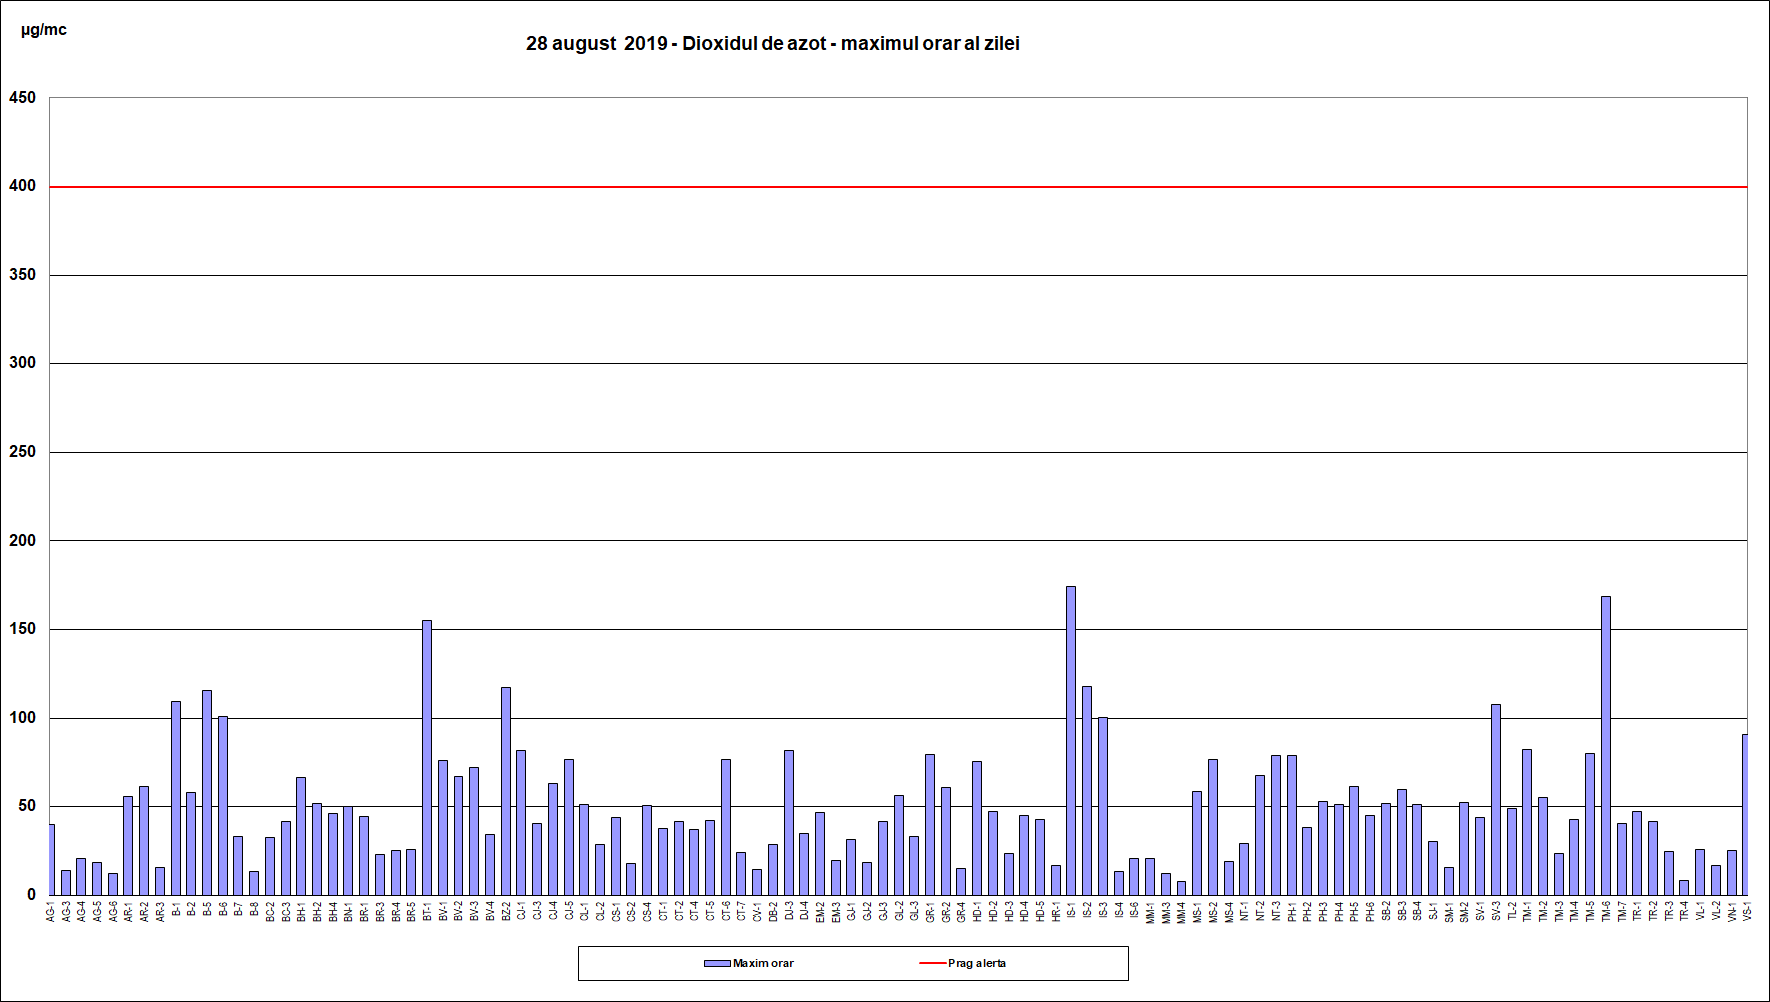 µg/mc
28 august 2019 - Dioxidul de azot - maximul orar al zilei
450
400
350
300
250
200
150
100
50
0
AG-1
AG-3
AG-4
AG-5
AG-6
AR-1
AR-2
AR-3
B-1
B-2
B-5
B-6
B-7
B-8
BC-2
BC-3
BH-1
BH-2
BH-4
BN-1
BR-1
BR-3
BR-4
BR-5
BT-1
BV-1
BV-2
BV-3
BV-4
BZ-2
CJ-1
CJ-3
CJ-4
CJ-5
CL-1
CL-2
CS-1
CS-2
CS-4
CT-1
CT-2
CT-4
CT-5
CT-6
CT-7
CV-1
DB-2
DJ-3
DJ-4
EM-2
EM-3
GJ-1
GJ-2
GJ-3
GL-2
GL-3
GR-1
GR-2
GR-4
HD-1
HD-2
HD-3
HD-4
HD-5
HR-1
IS-1
IS-2
IS-3
IS-4
IS-6
MM-1
MM-3
MM-4
MS-1
MS-2
MS-4
NT-1
NT-2
NT-3
PH-1
PH-2
PH-3
PH-4
PH-5
PH-6
SB-2
SB-3
SB-4
SJ-1
SM-1
SM-2
SV-1
SV-3
TL-2
TM-1
TM-2
TM-3
TM-4
TM-5
TM-6
TM-7
TR-1
TR-2
TR-3
TR-4
VL-1
VL-2
VN-1
VS-1
Maxim orar
Prag alerta